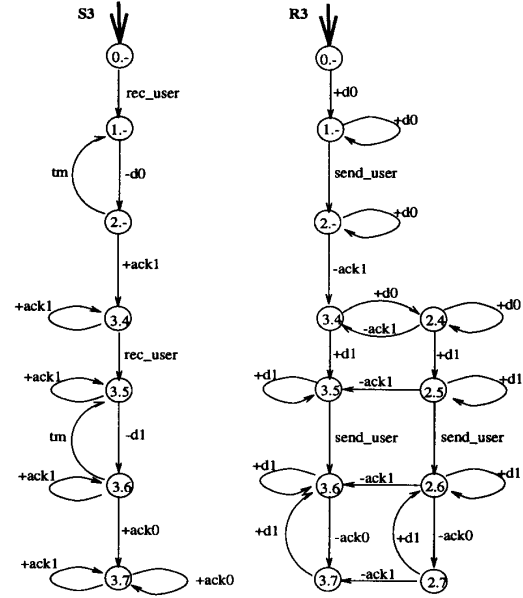 S3
R3
0.-
0.-
rec_user
+d0
1.-
1.-
+d0
tm
-d0
send_user
2.-
2.-
+d0
+ack1
-ack1
+ack1
3.4
3.4
+d0
-ack1
2.4
+d0
rec_user
+d1
+d1
+ack1
3.5
+d1
3.5
-ack1
2.5
+d1
tm
-d1
send_user
send_user
+ack1
3.6
+d1
3.6
-ack1
2.6
+d1
+ack0
+d1
-ack0
+d1
-ack0
+ack1
3.7
+ack0
3.7
-ack1
2.7